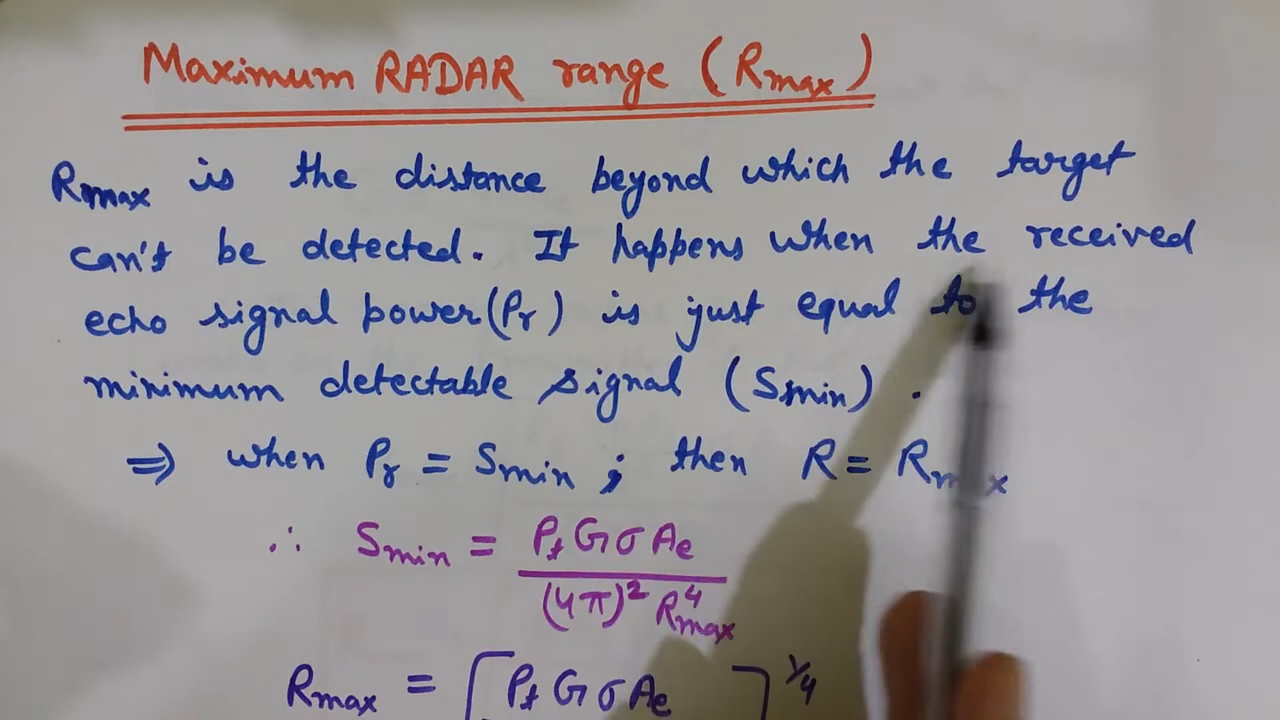 Maximum RADAR range (Rmax)
Rmax is the distance beyond which the target
can't be detected. It happens when the received
echo signal power (Pr) is just equal to the
minimum detectable signal (Smin).
⇒ when Pr = Smin ; then R = Rmax
∴ Smin = Pt G σ Ae
(4π)² R⁴max
Rmax = [ Pt G σ Ae ]^1/4